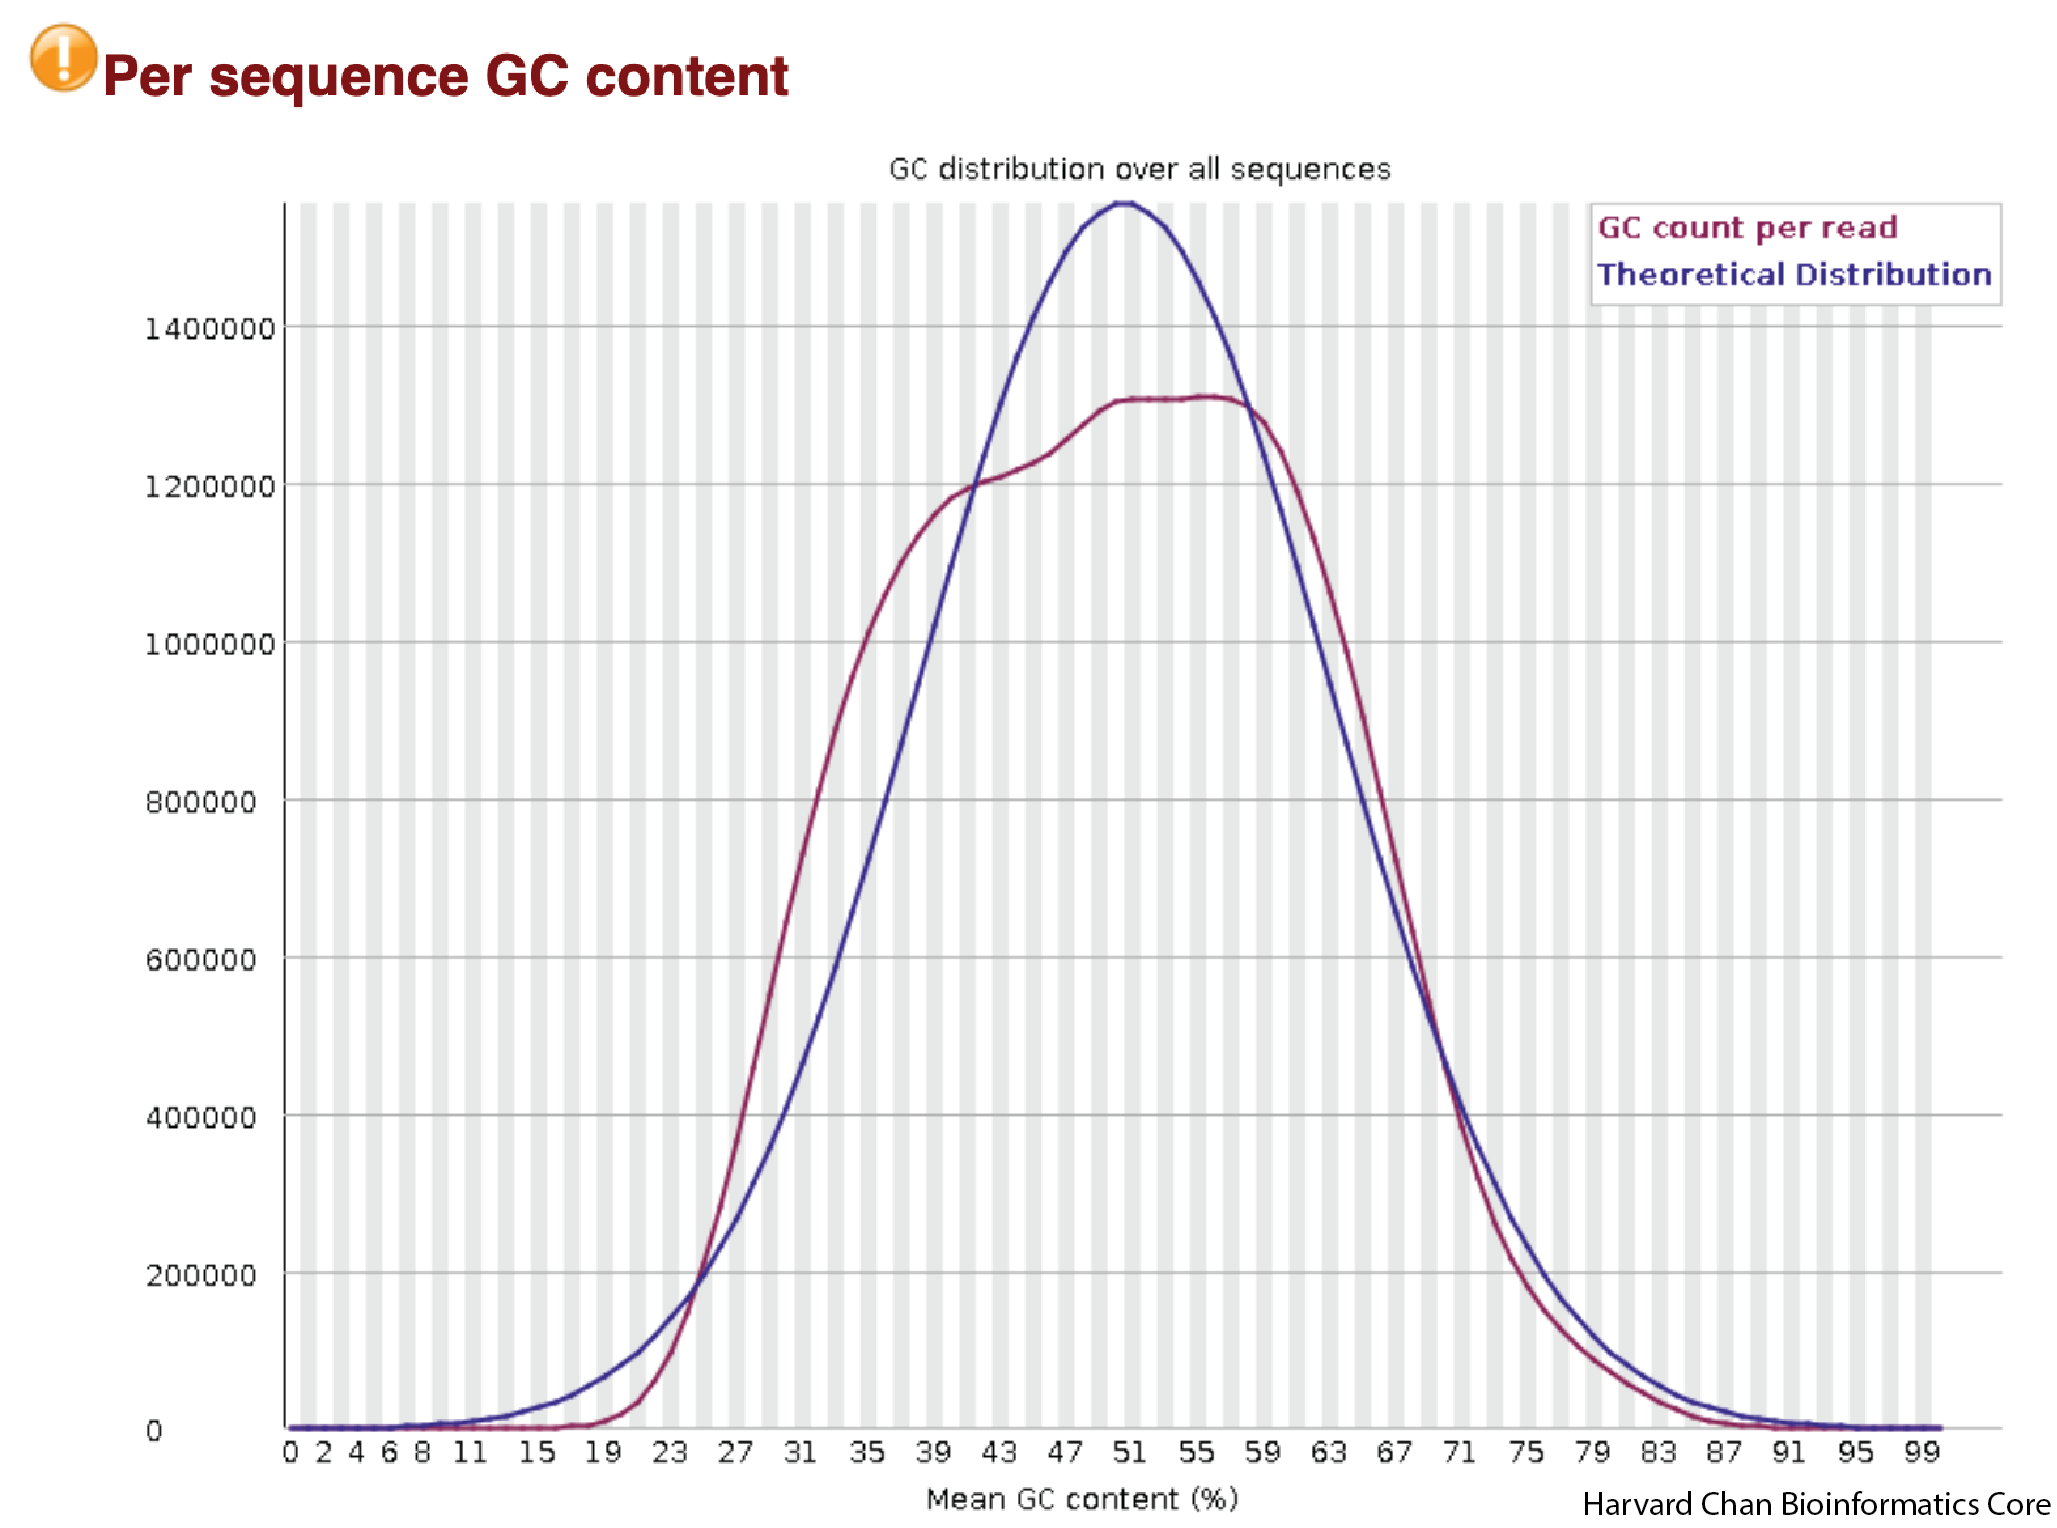 Per sequence GC content
GC distribution over all sequences
GC count per read
Theoretical Distribution
1400000
1200000
1000000
800000
600000
400000
200000
0
0 2 4 6 8 11 15 19 23 27 31 35 39 43 47 51 55 59 63 67 71 75 79 83 87 91 95 99
Mean GC content (%)
Harvard Chan Bioinformatics Core